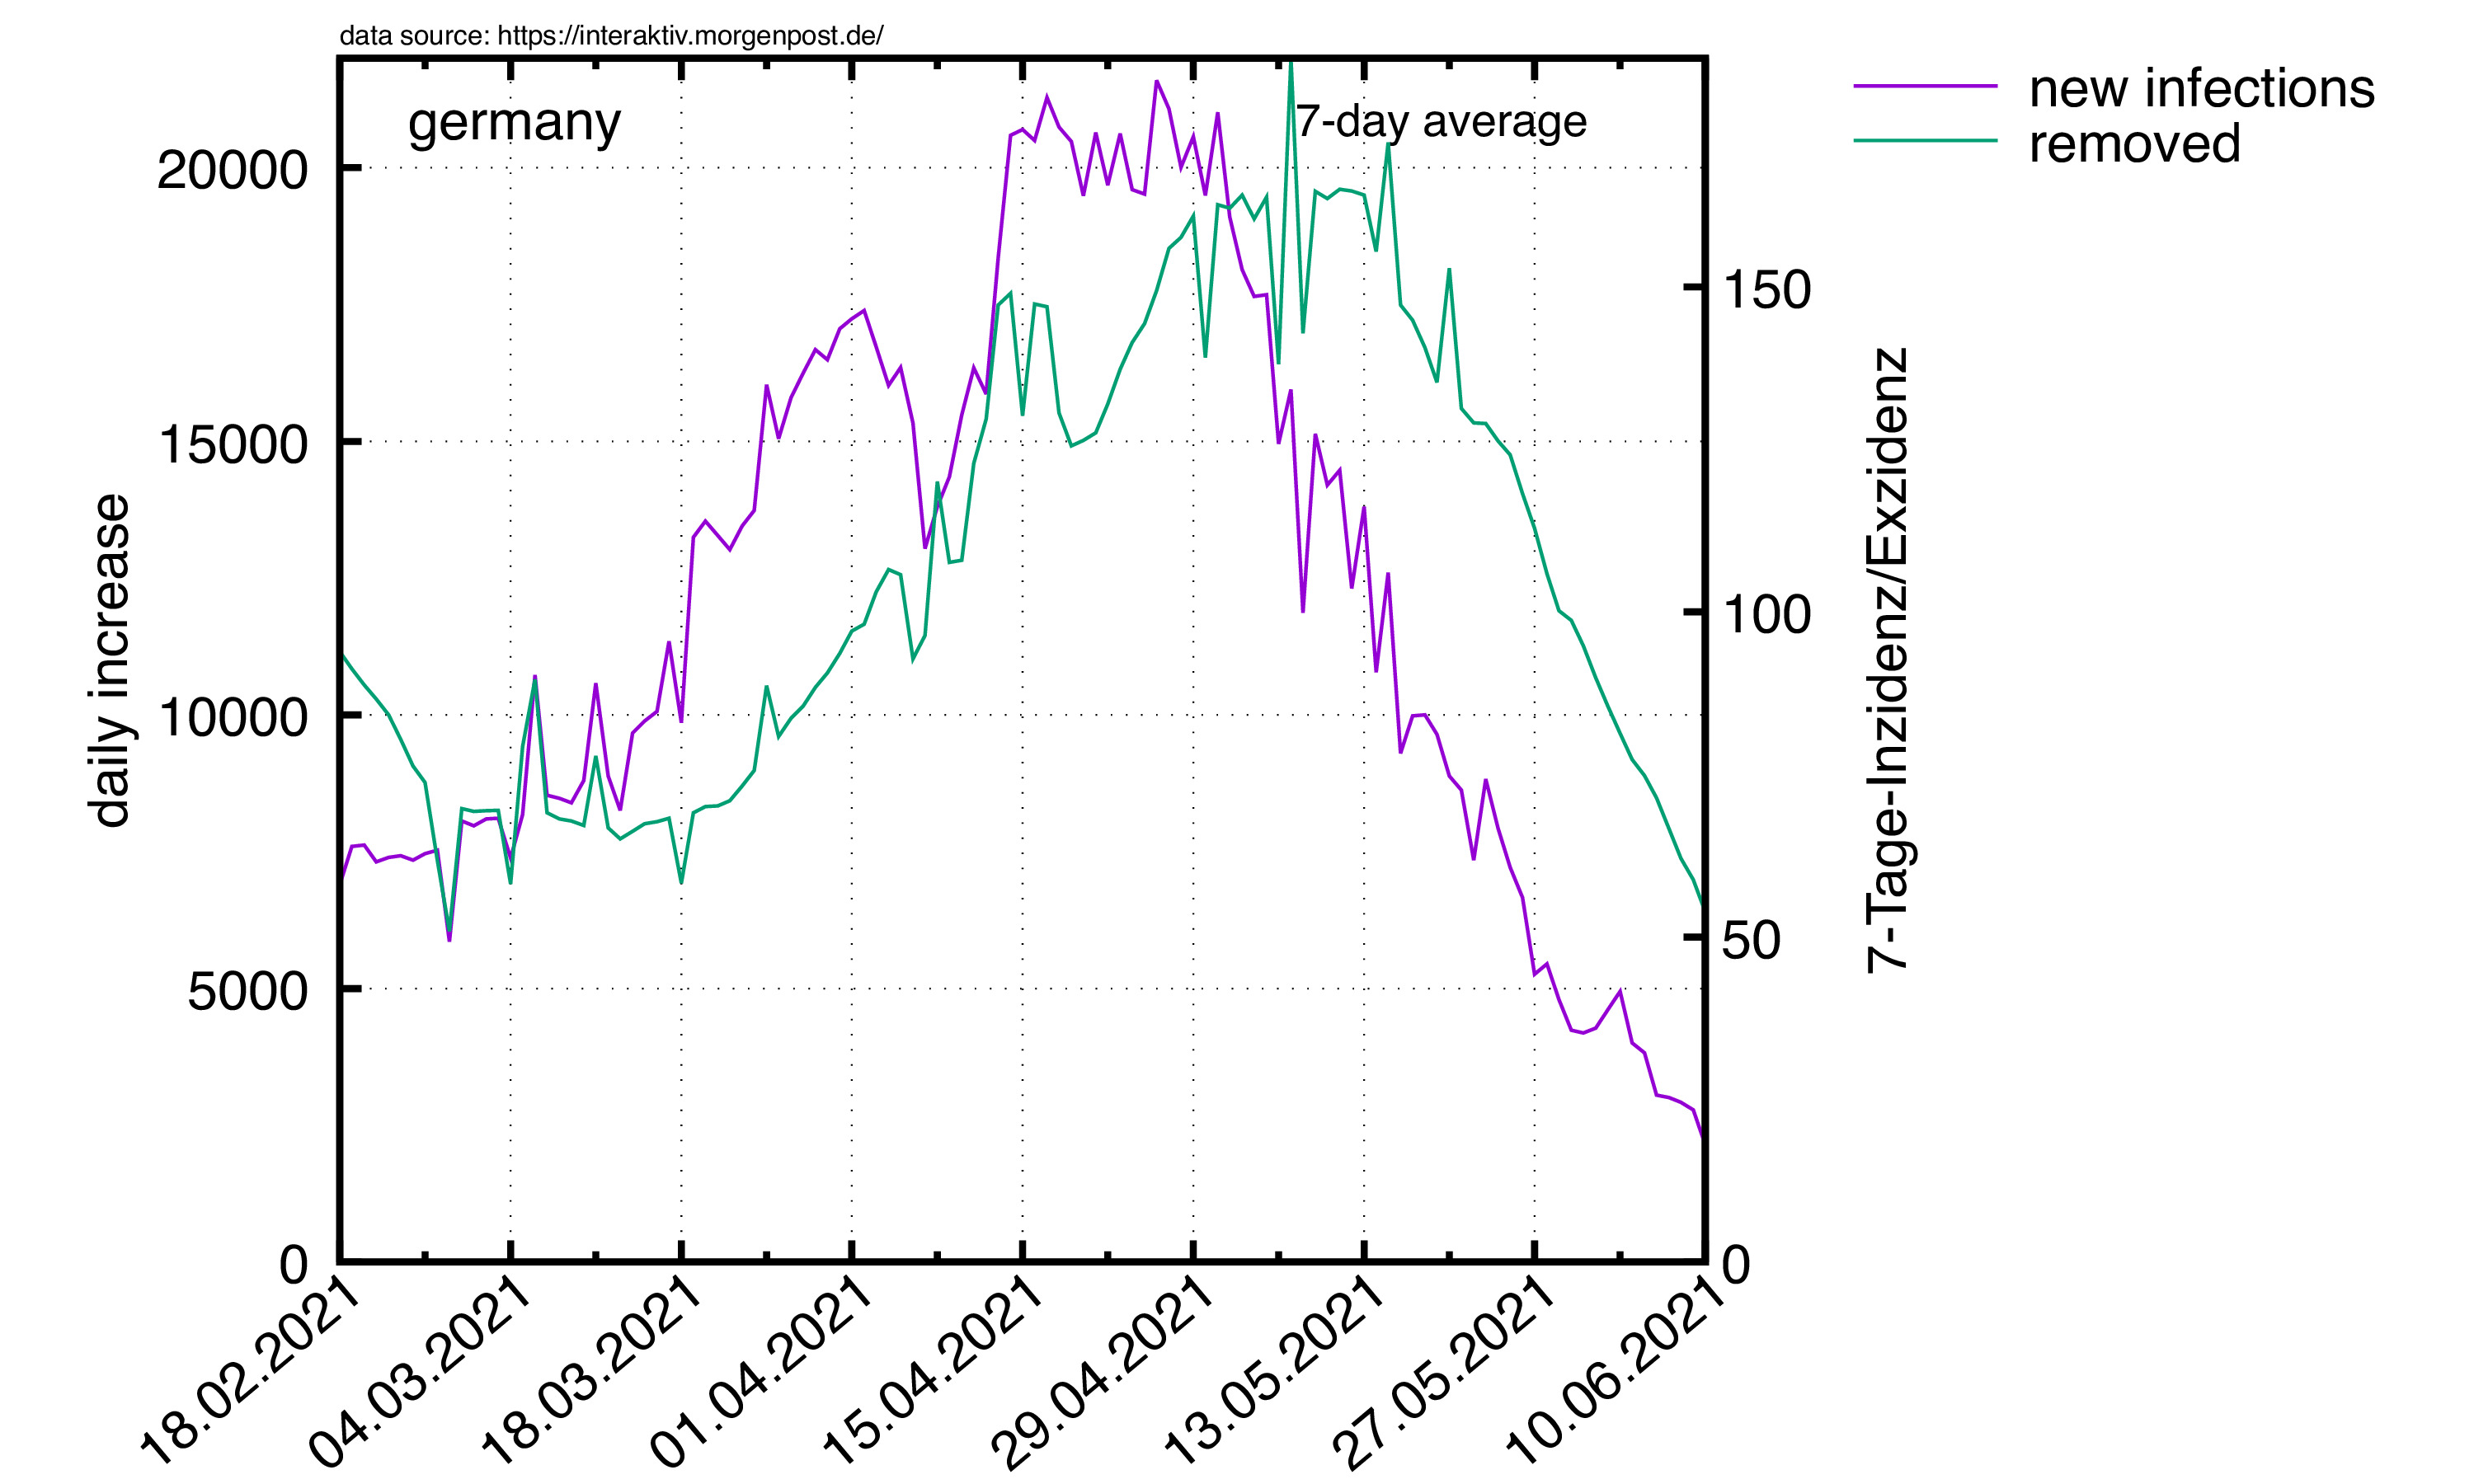 data source: https://interaktiv.morgenpost.de/
germany
7-day average
new infections
removed
daily increase
20000
15000
10000
5000
0
150
100
50
0
7-Tage-Inzidenz/Exzidenz
18.02.2021
04.03.2021
18.03.2021
01.04.2021
15.04.2021
29.04.2021
13.05.2021
27.05.2021
10.06.2021